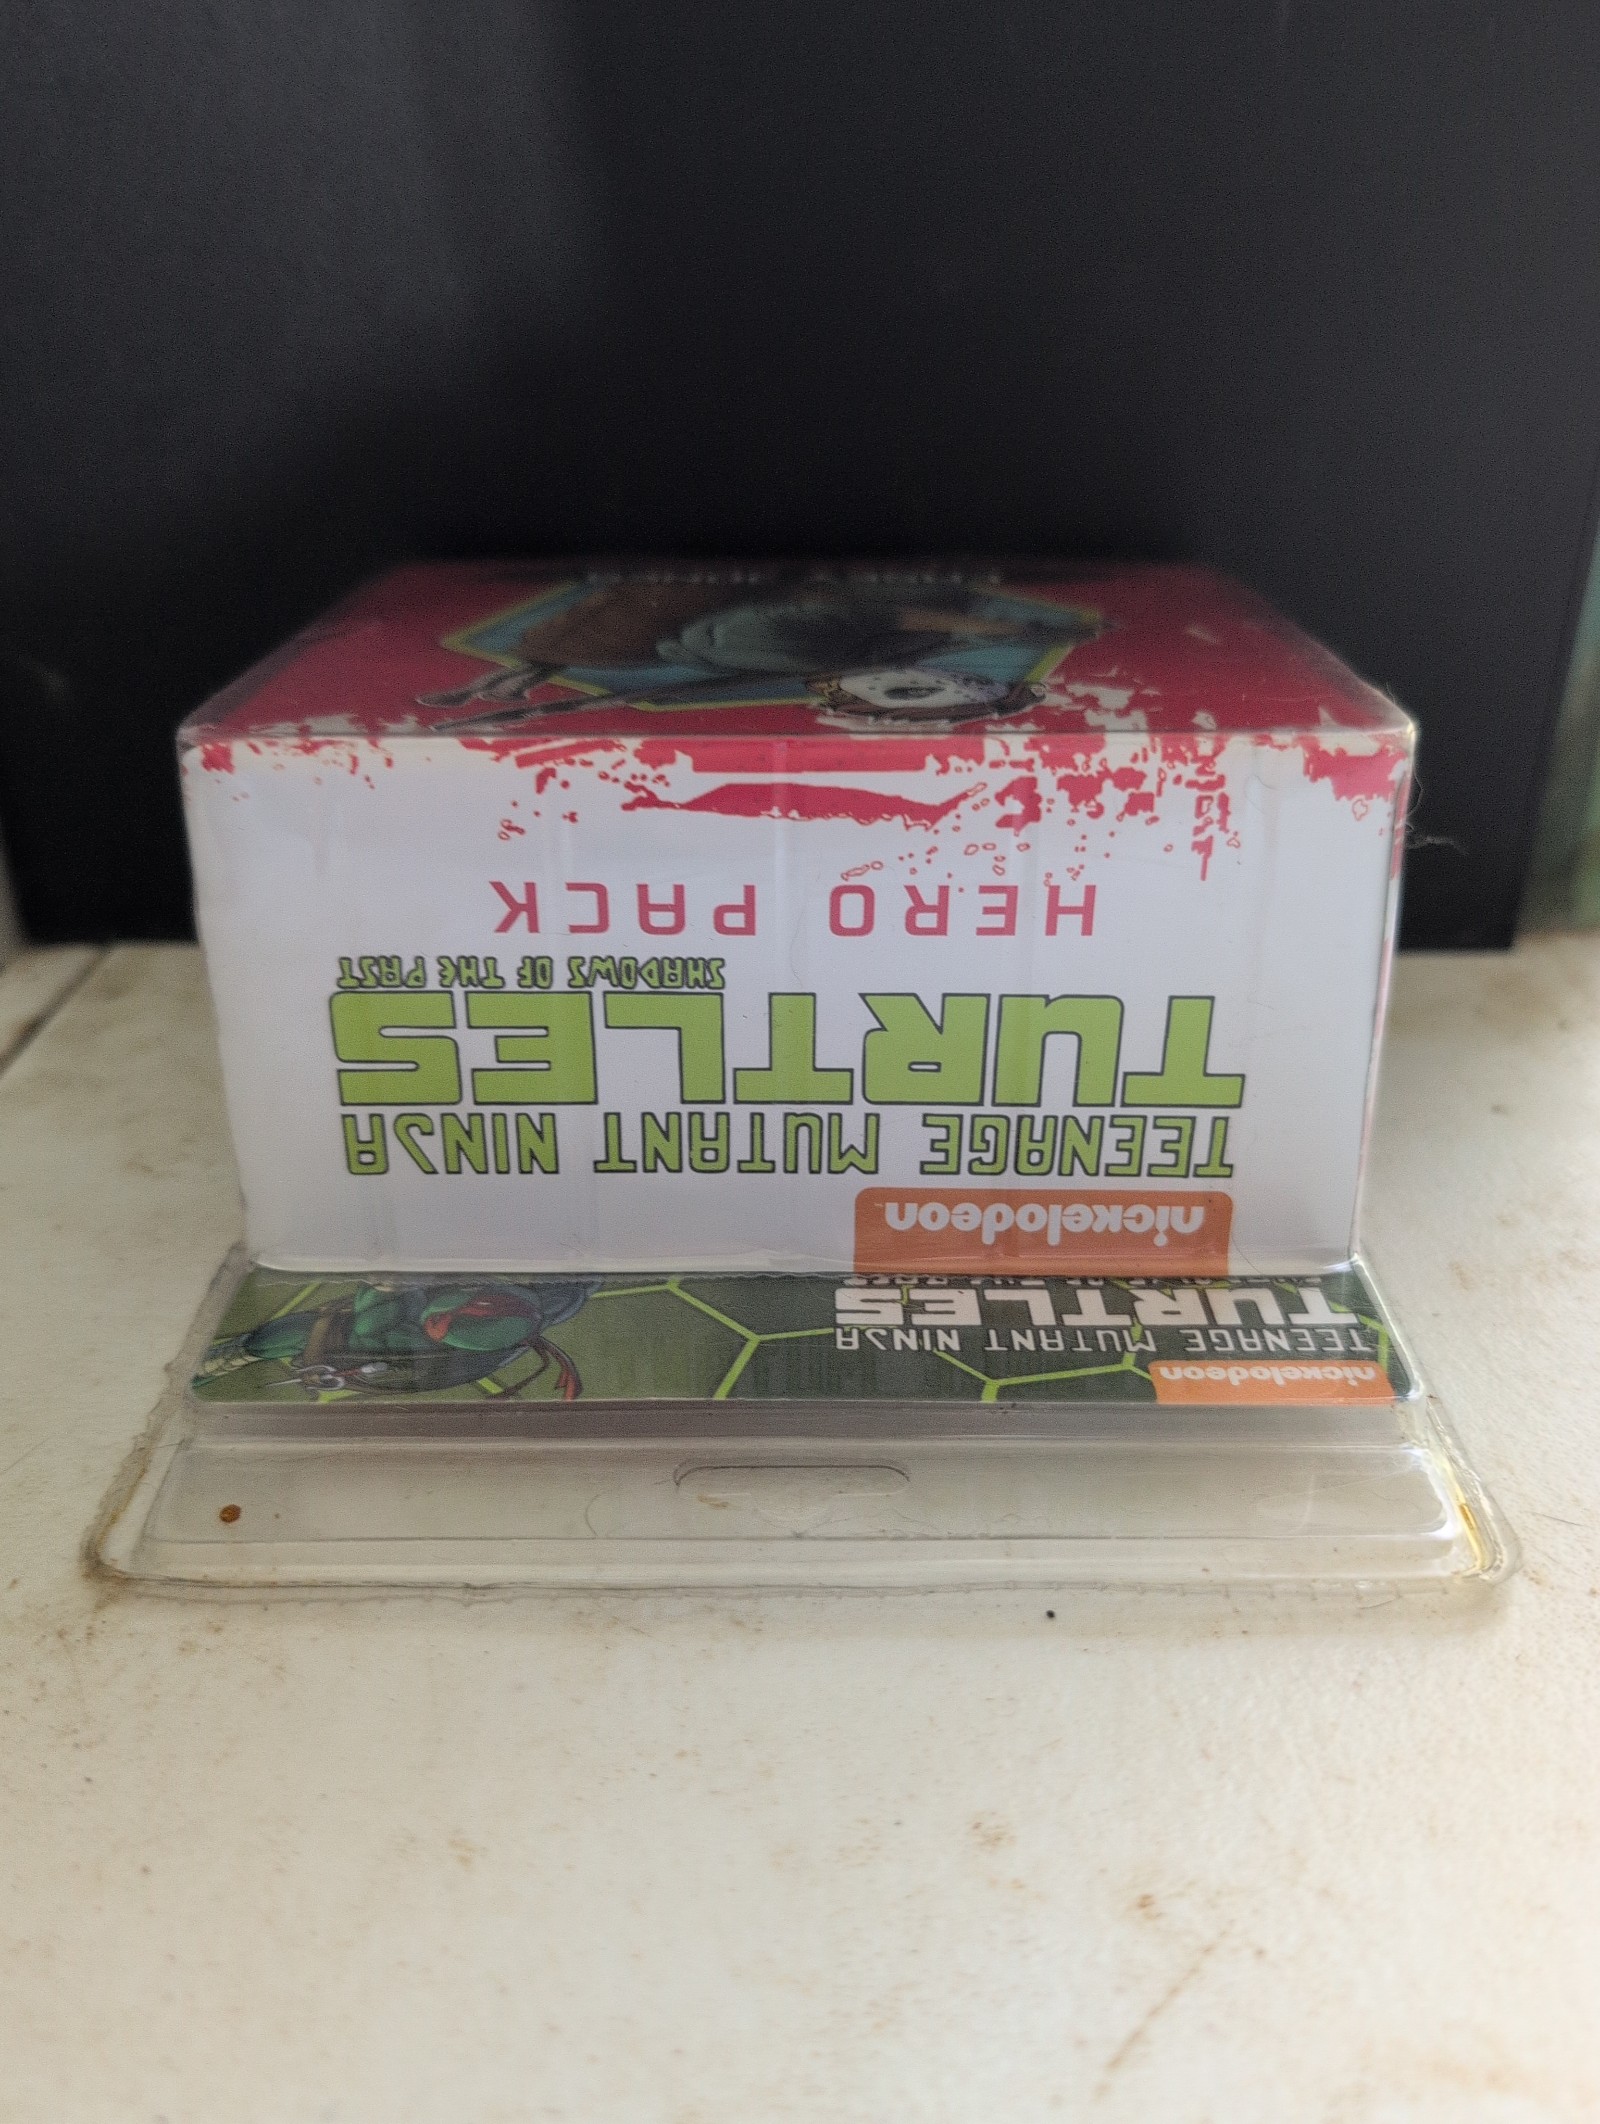 nickelodeon
TEENAGE MUTANT NINJA
TURTLES
nickelodeon
TEENAGE MUTANT NINJA
TURTLES
SHADOWS OF THE PAST
HERO PACK